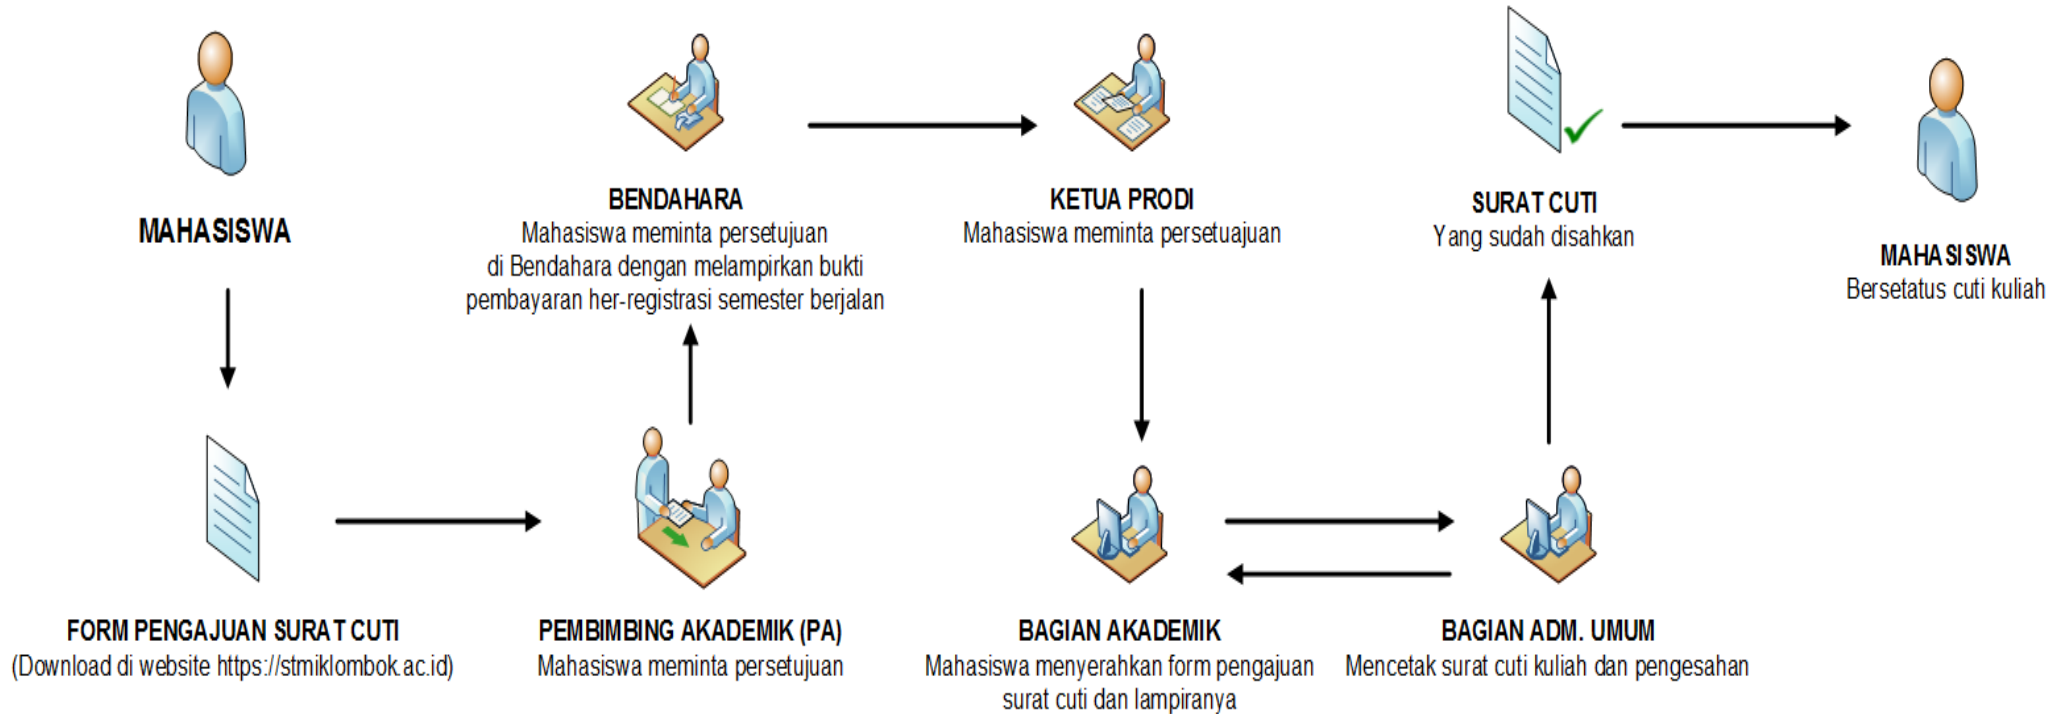 MAHASISWA
FORM PENGAJUAN SURAT CUTI
(Download di website https://stmiklombok.ac.id)
PEMBIMBING AKADEMIK (PA)
Mahasiswa meminta persetujuan
BENDAHARA
Mahasiswa meminta persetujuan
di Bendahara dengan melampirkan bukti
pembayaran her-registrasi semester berjalan
KETUA PRODI
Mahasiswa meminta persetuajuan
BAGIAN AKADEMIK
Mahasiswa menyerahkan form pengajuan
surat cuti dan lampiranya
BAGIAN ADM. UMUM
Mencetak surat cuti kuliah dan pengesahan
SURAT CUTI
Yang sudah disahkan
MAHASISWA
Bersetatus cuti kuliah